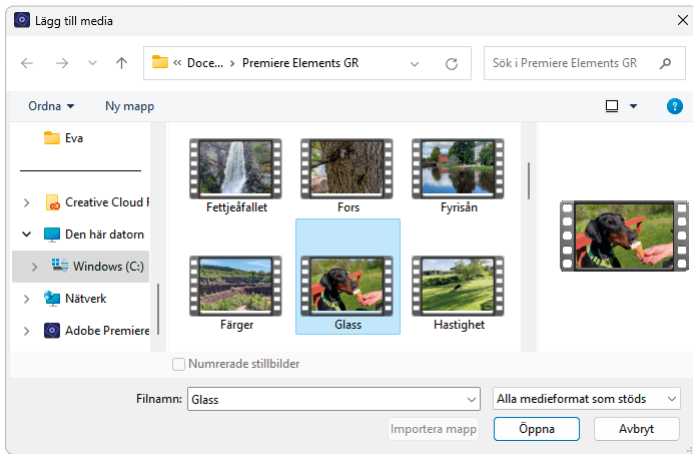 Lägg till media
« Doce... › Premiere Elements GR
Sök i Premiere Elements GR
Ordna
Ny mapp
?
Eva
Creative Cloud F
Den här datorn
Windows (C:)
Nätverk
Adobe Premiere
Fettjeåfallet
Fors
Fyrisån
Färger
Glass
Hastighet
Numrerade stillbilder
Filnamn:
Glass
Alla medieformat som stöds
Importera mapp
Öppna
Avbryt